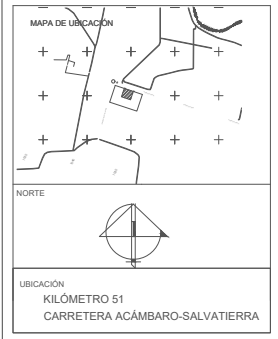 MAPA DE UBICACIÓN
NORTE
UBICACIÓN
KILÓMETRO 51
CARRETERA ACÁMBARO-SALVATIERRA